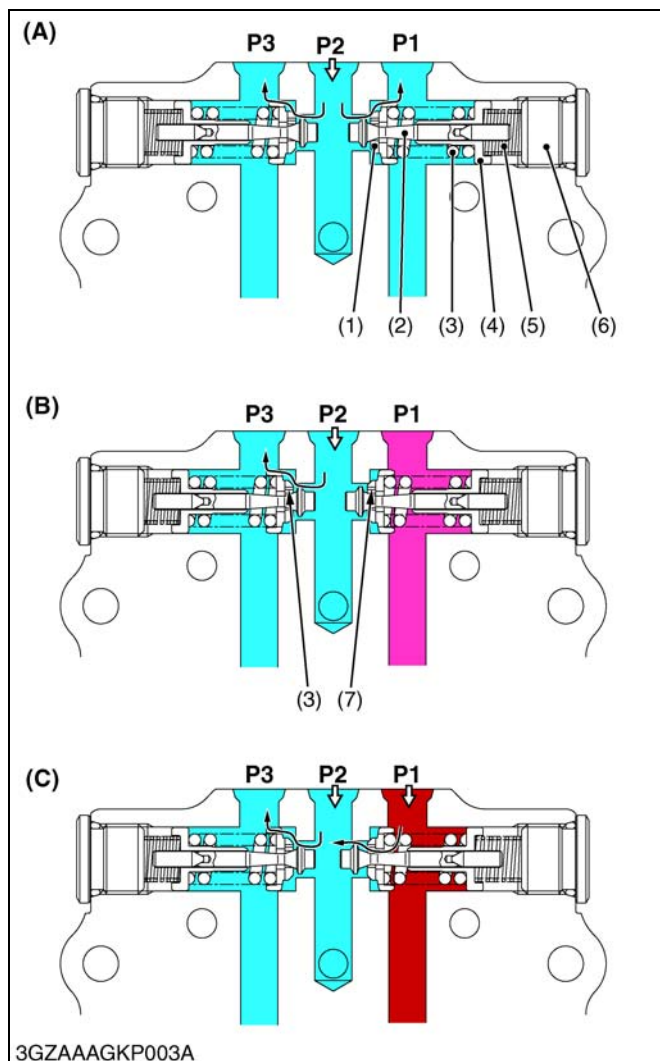 (A)
P3 P2 P1
(1) (2) (3) (4) (5) (6)
(B)
P3 P2 P1
(3) (7)
(C)
P3 P2 P1
3GZAAAGKP003A